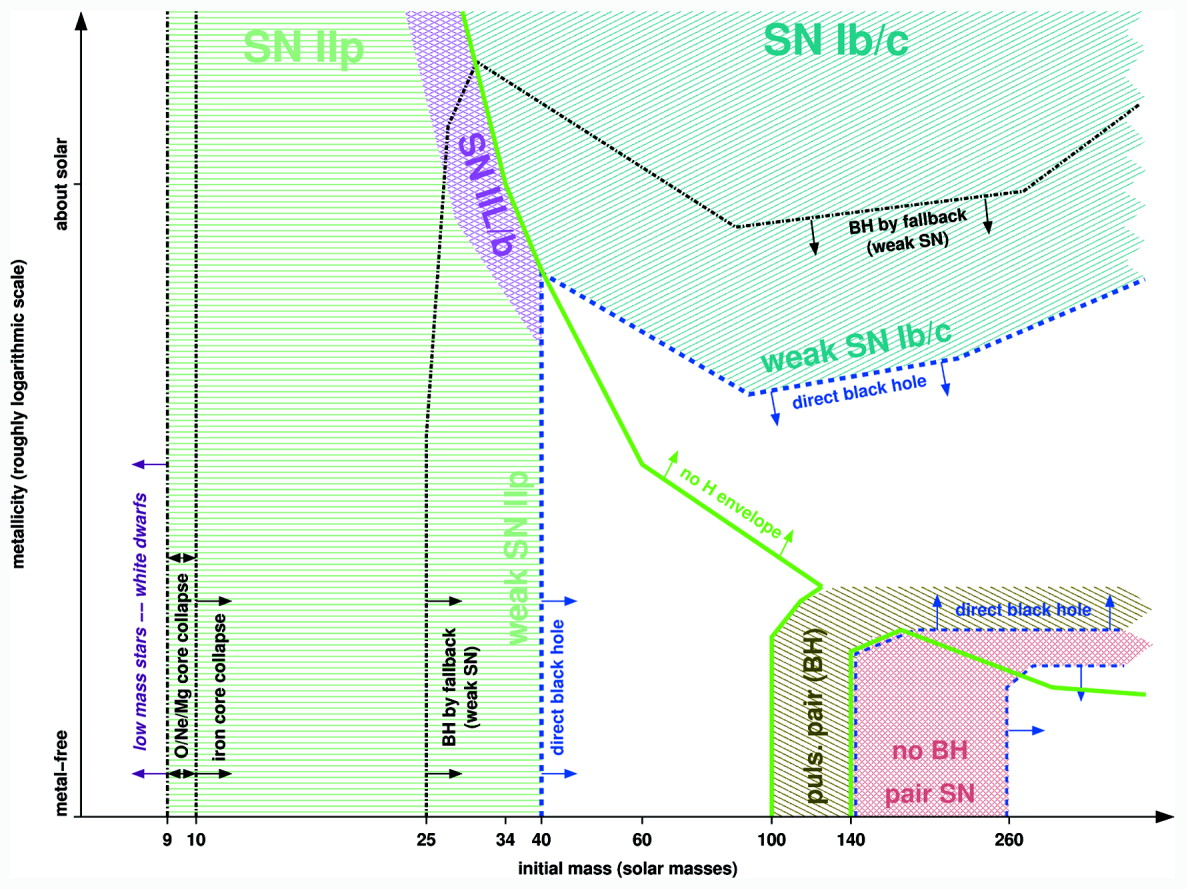 SN IIp
SN Ib/c
SN IIL/b
BH by fallback
(weak SN)
weak SN Ib/c
direct black hole
about solar
metallicity (roughly logarithmic scale)
metal−free
low mass stars −− white dwarfs
O/Ne/Mg core collapse
iron core collapse
BH by fallback
(weak SN)
weak SN IIp
direct black hole
no H envelope
puls. pair (BH)
direct black hole
no BH
pair SN
9 10 25 34 40 60 100 140 260
initial mass (solar masses)